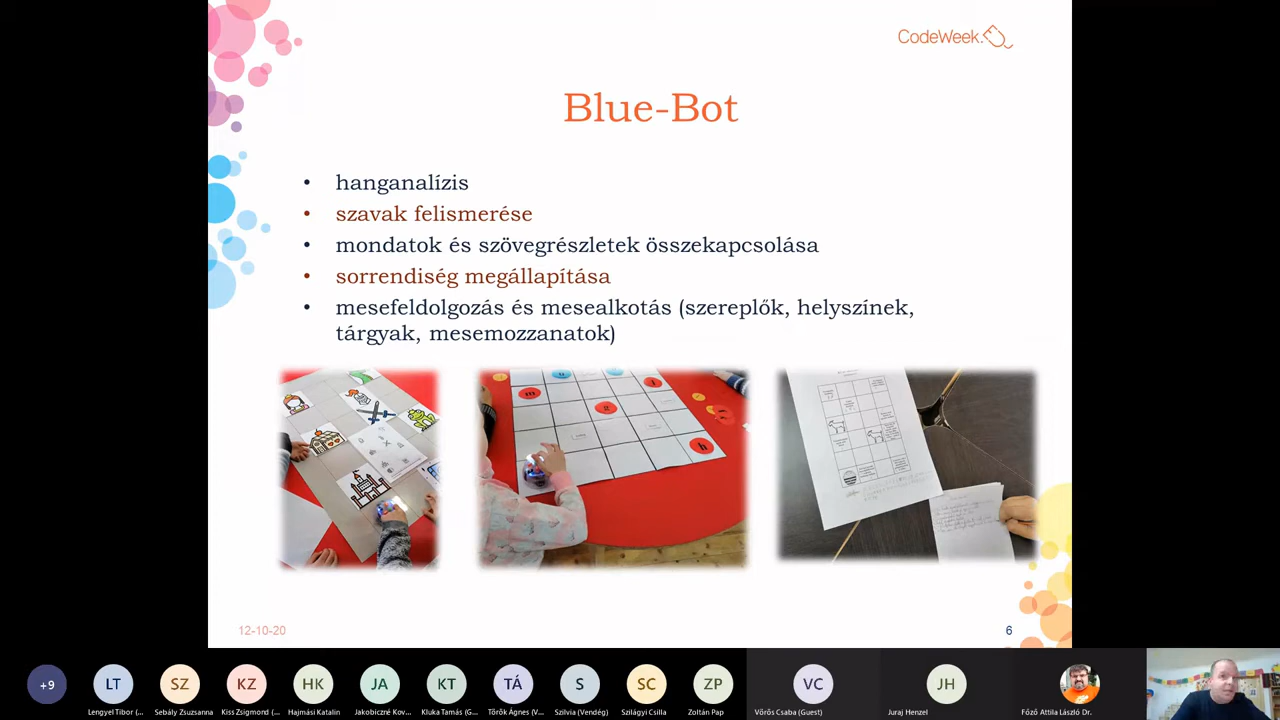 CodeWeek
Blue-Bot
• hanganalízis
• szavak felismerése
• mondatok és szövegrészletek összekapcsolása
• sorrendiség megállapítása
• mesefeldolgozás és mesealkotás (szereplők, helyszínek,
tárgyak, mesemozzanatok)
12-10-20
6
+9
LT
SZ
KZ
HK
JA
KT
TÁ
S
SC
ZP
VC
JH
Lengyel Tibor (...
Sebály Zsuzsanna
Kiss Zsigmond (...
Hajmási Katalin
Jakobiczné Kov...
Kluka Tamás (G...
Török Ágnes (V...
Szilvia (Vendég)
Szilágyi Csilla
Zoltán Pap
Vörös Csaba (Guest)
Juraj Henzel
Főző Attila László Dr.